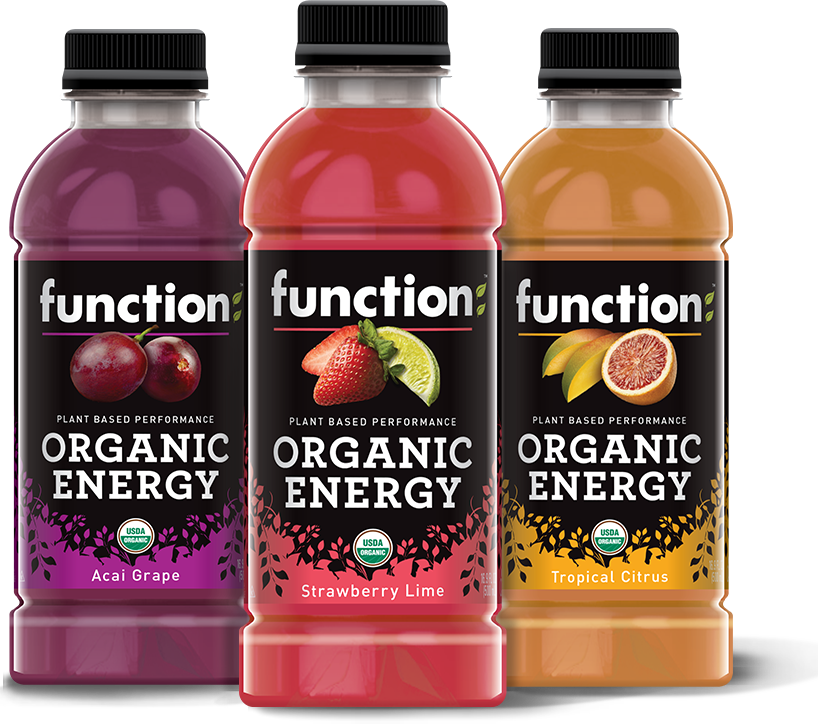 function
PLANT BASED PERFORMANCE
ORGANIC
ENERGY
USDA
ORGANIC
Acai Grape
function
PLANT BASED PERFORMANCE
ORGANIC
ENERGY
USDA
ORGANIC
Strawberry Lime
function
PLANT BASED PERFORMANCE
ORGANIC
ENERGY
USDA
ORGANIC
Tropical Citrus